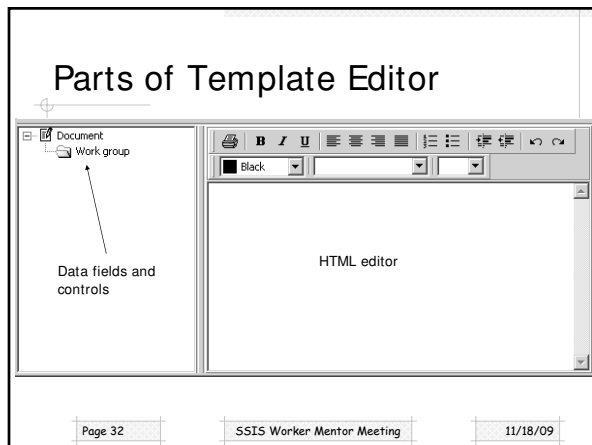 Parts of Template Editor
Document
Work group
B I U
Black
Data fields and
controls
HTML editor
Page 32
SSIS Worker Mentor Meeting
11/18/09